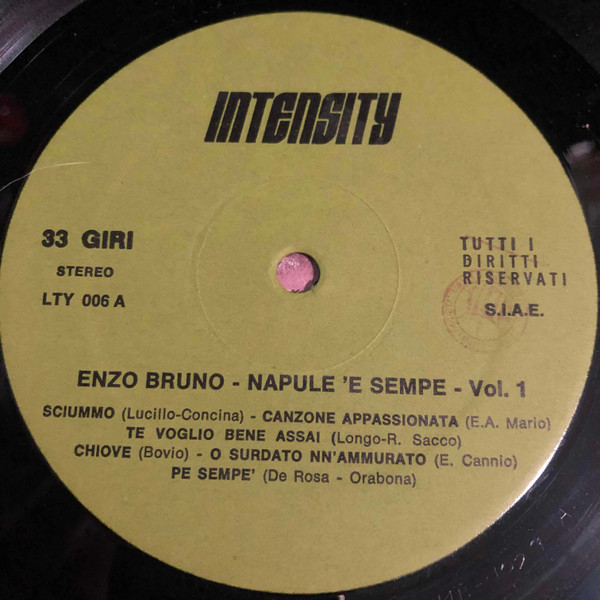 INTENSITY
33 GIRI
STEREO
LTY 006 A
TUTTI I
DIRITTI
RISERVATI
S.I.A.E.
ENZO BRUNO - NAPULE 'E SEMPE - Vol. 1
SCIUMMO (Lucillo-Concina) - CANZONE APPASSIONATA (E.A. Mario)
TE VOGLIO BENE ASSAI (Longo-R. Sacco)
CHIOVE (Bovio) - O SURDATO NN'AMMURATO (E. Cannio)
PE SEMPE' (De Rosa - Orabona)